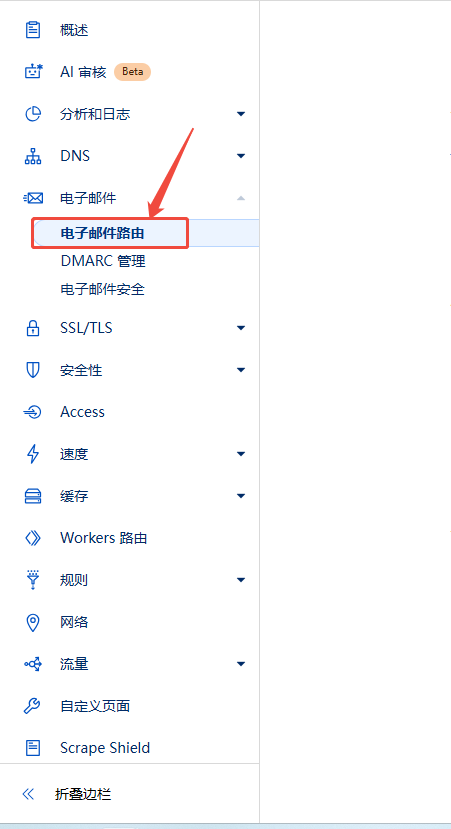 概述
AI 审核 Beta
分析和日志
DNS
电子邮件
电子邮件路由
DMARC 管理
电子邮件安全
SSL/TLS
安全性
Access
速度
缓存
Workers 路由
规则
网络
流量
自定义页面
Scrape Shield
折叠边栏